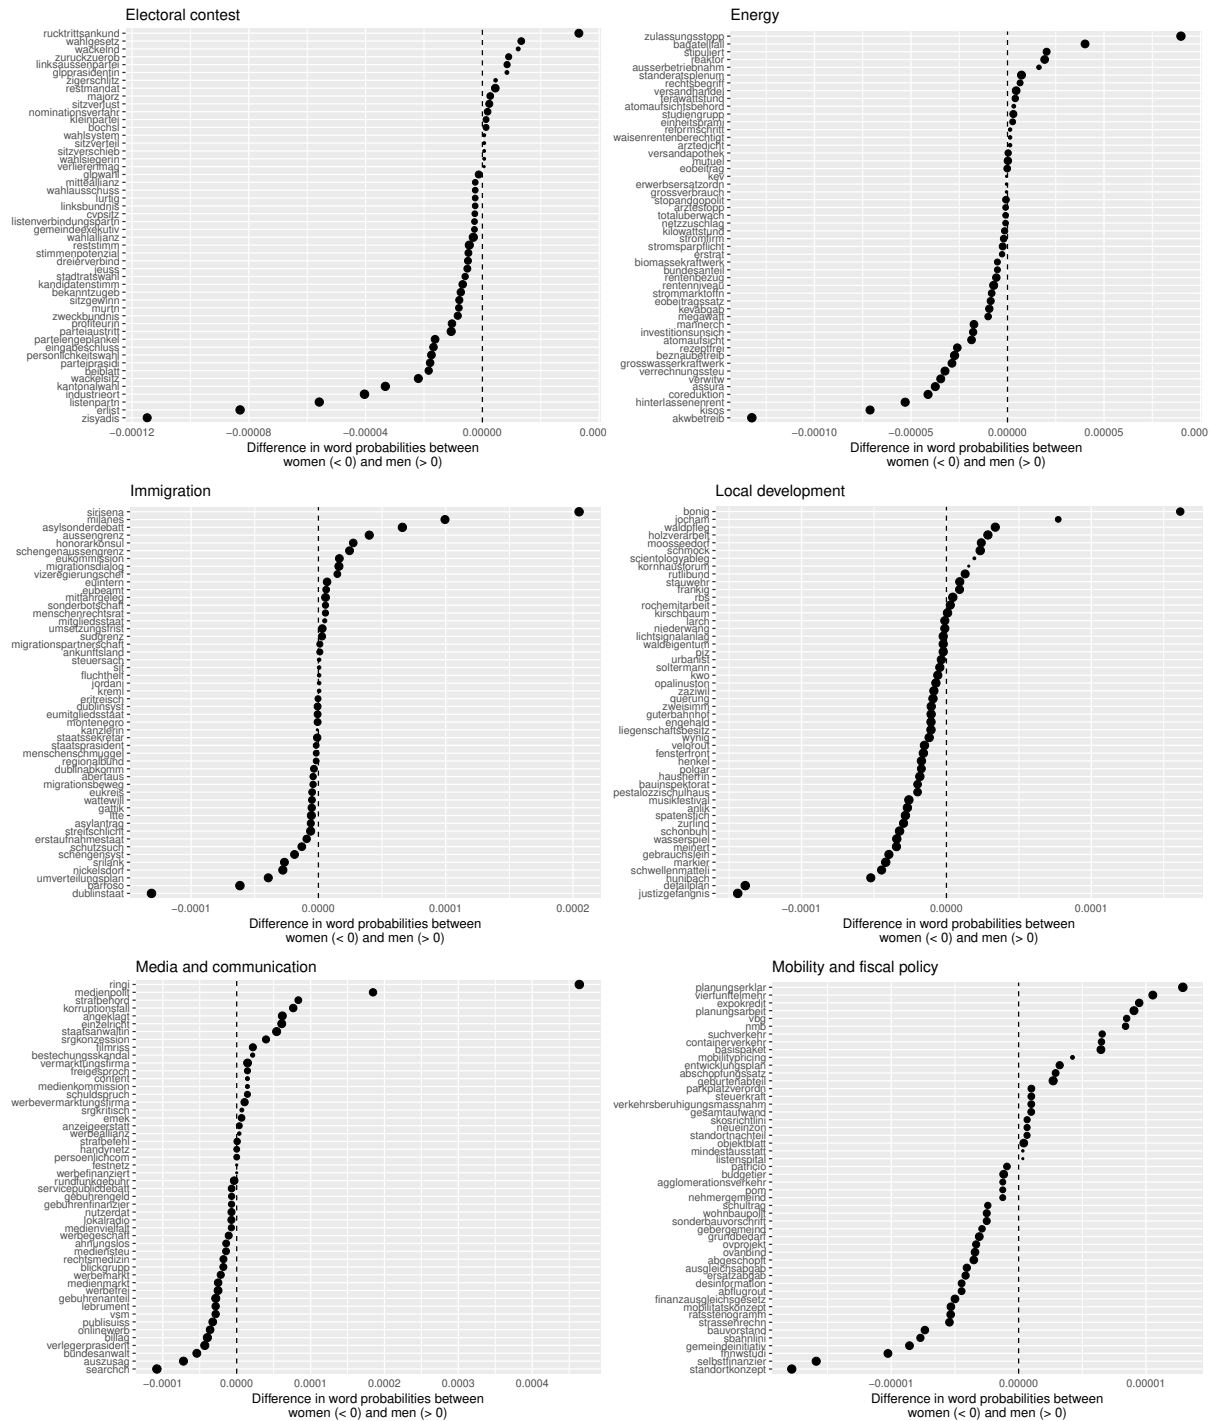 Electoral contest
rucktrittsankund
wahlgesetz
wackelnd
zuruckzuerob
linksaussenpartei
glpprasidentin
zigerschlitz
restmandat
majorz
sitzverlust
nominationsverfahr
kleinpartei
bochsl
wahlsystem
sitzverteil
sitzverschieb
wahlsiegerin
verlierenmag
glpwahl
mitteallianz
wahlausschuss
lurtig
linksbundnis
cvpsitz
listenverbindungspartn
gemeindeexekutiv
wahlallianz
reststimm
stimmenpotenzial
dreierverbind
jeuss
stadtratswahl
kandidatenstimm
bekanntzugeb
sitzgewinn
murtn
zweckbundnis
profiteurin
parteiaustritt
parteiengeplankel
eingabeschluss
personlichkeitswahl
parteiprasidi
beiblatt
wackelsitz
kantonalwahl
industrieort
listenpartn
erlist
zisyadis
−0.00012
−0.00008
−0.00004
0.00000
0.000
Difference in word probabilities between
women (< 0) and men (> 0)
Energy
zulassungsstopp
bagatellfall
stipuliert
reaktor
ausserbetriebnahm
standeratsplenum
rechtsbegriff
versandhandel
terawattstund
atomaufsichtsbehord
studiengrupp
einheitsprami
reformschritt
waisenrentenberechtigt
arztedicht
versandapothek
mutuel
eobeitrag
kev
erwerbsersatzordn
grossverbrauch
stopandgopolit
arztestopp
totaluberwach
netzzuschlag
kilowattstund
stromfirm
stromsparpflicht
erstrat
biomassekraftwerk
bundesanteil
rentenbezug
rentenniveau
strommarktoffn
eobeitragssatz
kevabgab
megawatt
mannerch
investitionsunsich
atomaufsicht
rezeptfrei
beznaubetreib
grosswasserkraftwerk
verrechnungssteu
verwitw
assura
coreduktion
hinterlassenenrent
kisos
akwbetreib
−0.00010
−0.00005
0.00000
0.00005
0.000
Difference in word probabilities between
women (< 0) and men (> 0)
Immigration
sirisena
milanes
asylsonderdebatt
aussengrenz
honorarkonsul
schengenaussengrenz
eukommission
migrationsdialog
vizeregierungschef
euintern
eubeamt
mitfahrgeleg
sonderbotschaft
menschenrechtsrat
mitgliedsstaat
umsetzungsfrist
sudgrenz
migrationspartnerschaft
ankunftsland
steuersach
sit
fluchtheif
jordani
kreml
eritreisch
dublinsyst
eumitgliedsstaat
montenegro
kanzlerin
staatssekretar
staatsprasident
menschenschmuggel
regionalbund
dublinabkomm
abertaus
migrationsbeweg
eukreis
wattewill
gattik
itte
asylantrag
streitschlicht
erstaufnahmestaat
schutzsuch
schengensyst
srilank
nickelsdorf
umverteilungsplan
barroso
dublinstaat
−0.0001
0.0000
0.0001
0.0002
Difference in word probabilities between
women (< 0) and men (> 0)
Local development
bonig
jocham
waldpfleg
holzverarbeit
moosseedorf
schmock
scientologyableg
kornhausforum
rutlibund
stauwehr
frankig
rbs
rochemitarbeit
kirschbaum
larch
niederwang
lichtsignalanlag
waldeigentum
pjz
urbanist
soltermann
kwo
opalinuston
zaziwil
querung
zweisimm
guterbahnhof
engehald
liegenschaftsbesitz
wynig
velorout
fensterfront
henkel
polgar
hausherrin
bauinspektorat
pestalozzischulhaus
musikfestival
anlik
spatenstich
zurlind
schonbuhl
wasserspiel
meinert
gebrauchslein
markier
schwellenmatteli
hunibach
detailplan
justizgefangnis
−0.0001
0.0000
0.0001
Difference in word probabilities between
women (< 0) and men (> 0)
Media and communication
ringi
medienpolit
strafbehord
korruptionsfall
angeklagt
einzelricht
staatsanwaltin
srgkonzession
filmriss
bestechungsskandal
vermarktungsfirma
freigesproch
content
medienkommission
schuldspruch
werbevermarktungsfirma
srgkritisch
emek
anzeigeerstatt
werbeallianz
strafbefehl
handynetz
persoenlichcom
festnetz
werbefinanziert
rundfunkgebuhr
servicepublicdebatt
gebuhrengeld
gebuhrenfinanzier
nutzerdat
lokalradio
medienvielfalt
werbegeschaft
ahnungslos
mediensteu
rechtsmedizin
blickgrupp
werbemarkt
medienmarkt
werbefrei
gebuhrenanteil
lebrument
vsm
publisuiss
onlinewerb
billag
verlegerprasident
bundesanwalt
auszusag
searchch
−0.0001
0.0000
0.0001
0.0002
0.0003
0.0004
Difference in word probabilities between
women (< 0) and men (> 0)
Mobility and fiscal policy
planungserklar
vierfunftelmehr
expokredit
planungsarbeit
vbg
nmb
suchverkehr
containerverkehr
basispaket
mobilitypricing
entwicklungsplan
abschopfungssatz
geburtenabteil
parkplatzverordn
steuerkraft
verkehrsberuhigungsmassnahm
gesamtaufwand
skosrichtlini
neueinzon
standortnachteil
objektblatt
mindestausstatt
listenspital
patricio
budgetier
agglomerationsverkehr
pom
nehmergemeind
schultrag
wohnbaupolit
sonderbauvorschrift
gebergemeind
grundbedarf
ovprojekt
ovanbind
abgeschopft
ausgleichsabgab
ersatzabgab
desinformation
abflugrout
finanzausgleichsgesetz
mobilitatskonzept
ratsstenogramm
strassenrechn
bauvorstand
sbahnlini
gemeindeinitiativ
fhnwstudi
selbstfinanzier
standortkonzept
−0.00001
0.00000
0.00001
Difference in word probabilities between
women (< 0) and men (> 0)